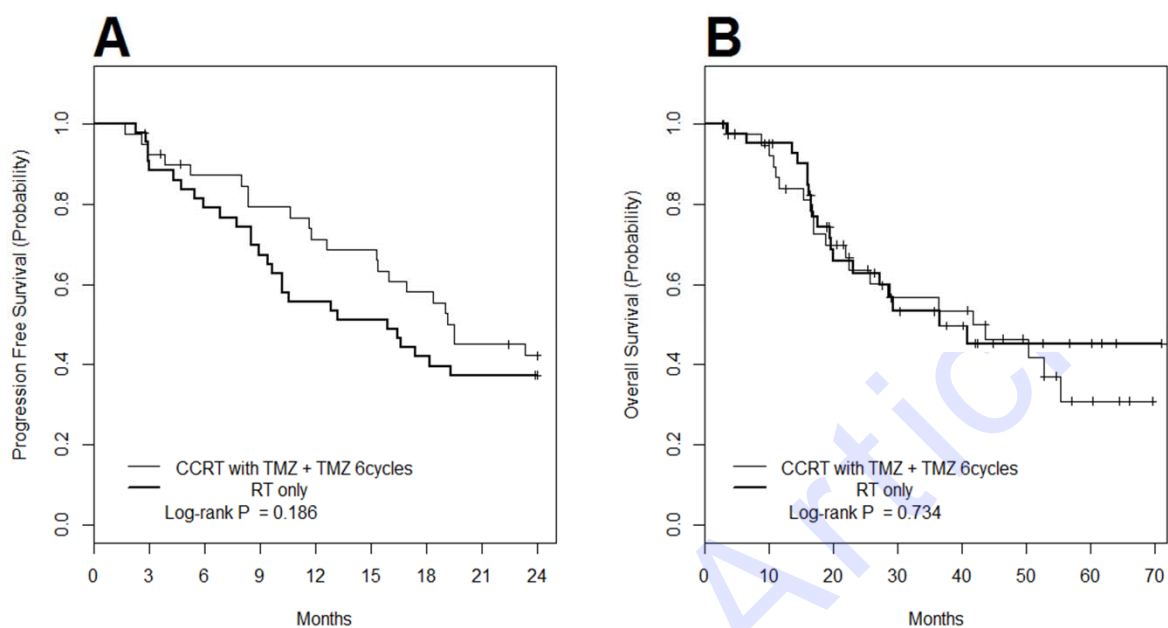 A
Progression Free Survival (Probability)
1.0
0.8
0.6
0.4
0.2
0.0
CCRT with TMZ + TMZ 6cycles
RT only
Log-rank P = 0.186
0 3 6 9 12 15 18 21 24
Months
B
Overall Survival (Probability)
1.0
0.8
0.6
0.4
0.2
0.0
CCRT with TMZ + TMZ 6cycles
RT only
Log-rank P = 0.734
0 10 20 30 40 50 60 70
Months